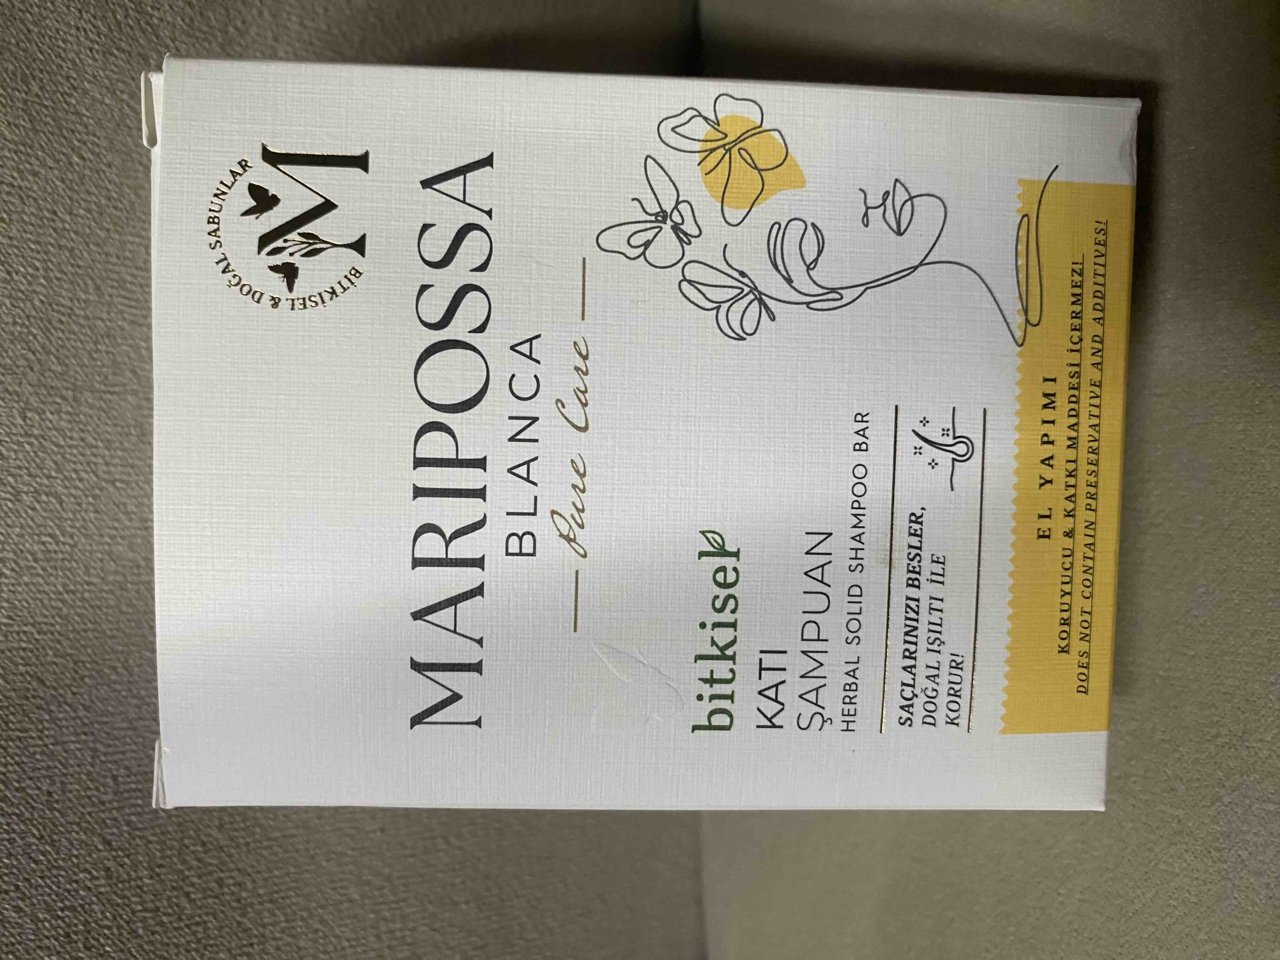 BİTKİSEL & DOĞAL SABUNLAR
M
MARIPOSSA
BLANCA
Pure Care
bitkisel
KATI
ŞAMPUAN
HERBAL SOLID SHAMPOO BAR
SAÇLARINIZI BESLER,
DOĞAL IŞILTI İLE
KORUR!
EL YAPIMI
KORUYUCU & KATKI MADDESİ İÇERMEZ!
DOES NOT CONTAIN PRESERVATIVE AND ADDITIVES!